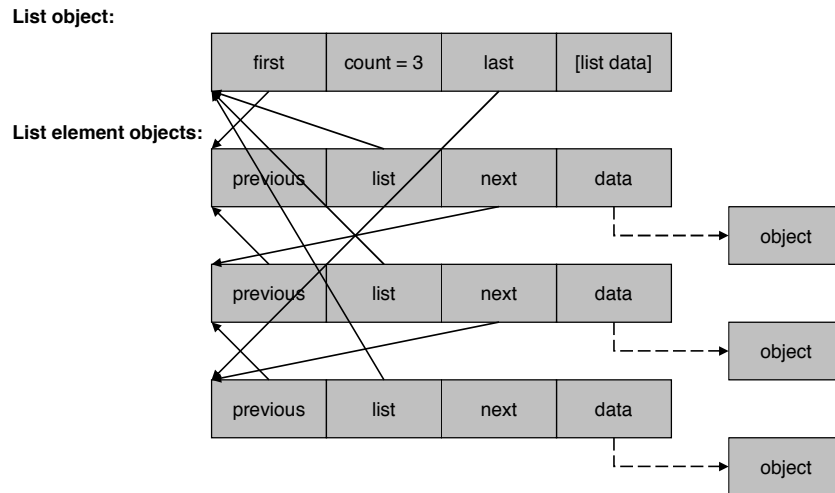 List object:
first count = 3 last [list data]
List element objects:
previous list next data
object
previous list next data
object
previous list next data
object